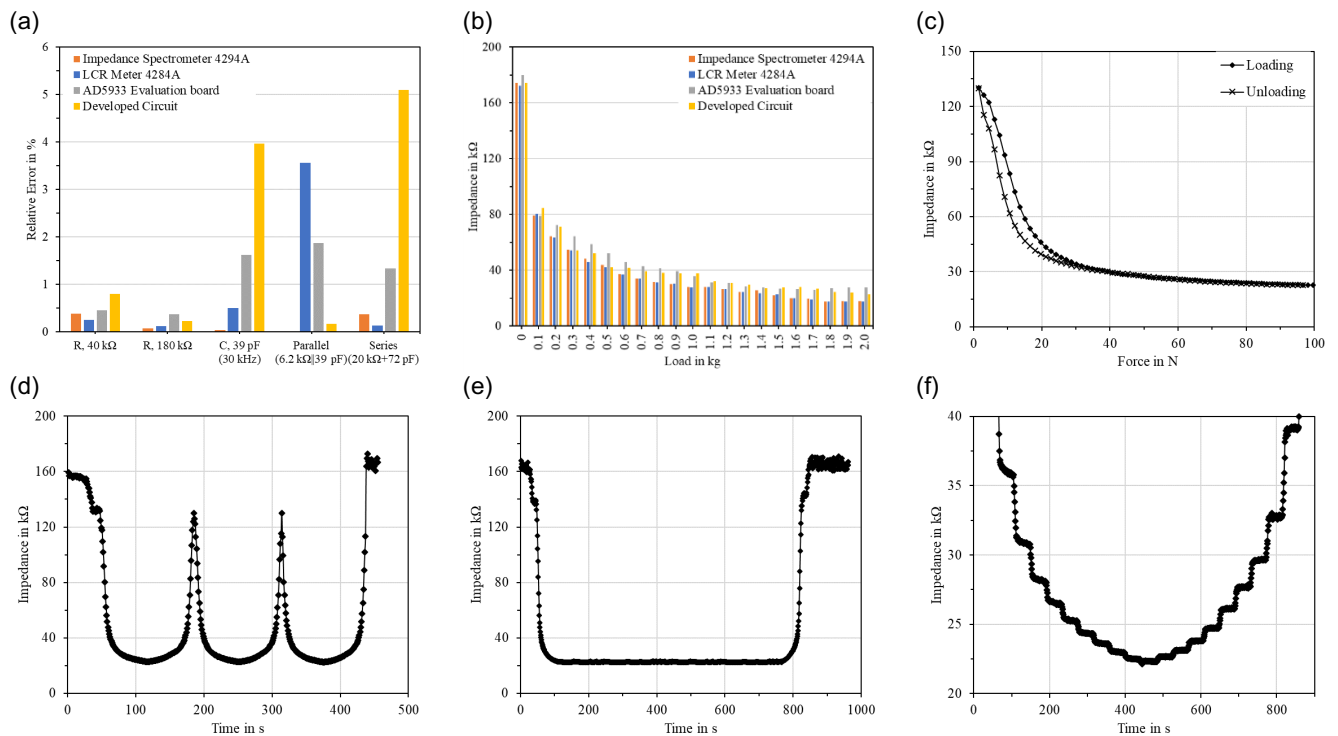 (a)
Relative Error in %
6
5
4
3
2
1
0
Impedance Spectrometer 4294A
LCR Meter 4284A
AD5933 Evaluation board
Developed Circuit
R, 40 kΩ
R, 180 kΩ
C, 39 pF
(30 kHz)
Parallel
(6.2 kΩ|39 pF)
Series
(20 kΩ+72 pF)
(b)
Impedance in kΩ
200
160
120
80
40
0
Impedance Spectrometer 4294A
LCR Meter 4284A
AD5933 Evaluation board
Developed Circuit
0 0.1 0.2 0.3 0.4 0.5 0.6 0.7 0.8 0.9 1.0 1.1 1.2 1.3 1.4 1.5 1.6 1.7 1.8 1.9 2.0
Load in kg
(c)
Impedance in kΩ
150
120
90
60
30
0
Loading
Unloading
0 20 40 60 80 100
Force in N
(d)
Impedance in kΩ
200
160
120
80
40
0
0 100 200 300 400 500
Time in s
(e)
Impedance in kΩ
200
160
120
80
40
0
0 200 400 600 800 1000
Time in s
(f)
Impedance in kΩ
40
35
30
25
20
0 200 400 600 800
Time in s